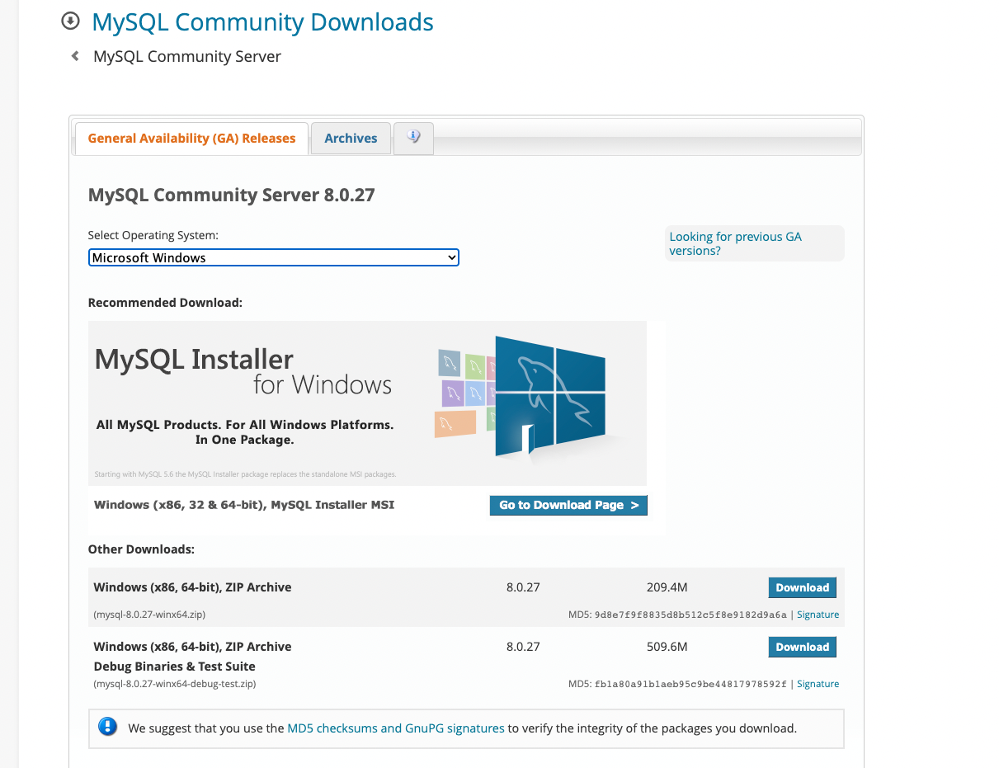 MySQL Community Downloads
MySQL Community Server
General Availability (GA) Releases
Archives
MySQL Community Server 8.0.27
Select Operating System:
Microsoft Windows
Looking for previous GA
versions?
Recommended Download:
MySQL Installer
for Windows
All MySQL Products. For All Windows Platforms.
In One Package.
Starting with MySQL 5.6 the MySQL Installer package replaces the standalone MSI packages.
Windows (x86, 32 & 64-bit), MySQL Installer MSI
Go to Download Page >
Other Downloads:
Windows (x86, 64-bit), ZIP Archive 8.0.27 209.4M Download
(mysql-8.0.27-winx64.zip) MD5: 9d8e7f9f8835d8b512c5f8e9182d9a6a | Signature
Windows (x86, 64-bit), ZIP Archive 8.0.27 509.6M Download
Debug Binaries & Test Suite
(mysql-8.0.27-winx64-debug-test.zip) MD5: fb1a80a91b1aeb95c9be44817978592f | Signature
We suggest that you use the MD5 checksums and GnuPG signatures to verify the integrity of the packages you download.